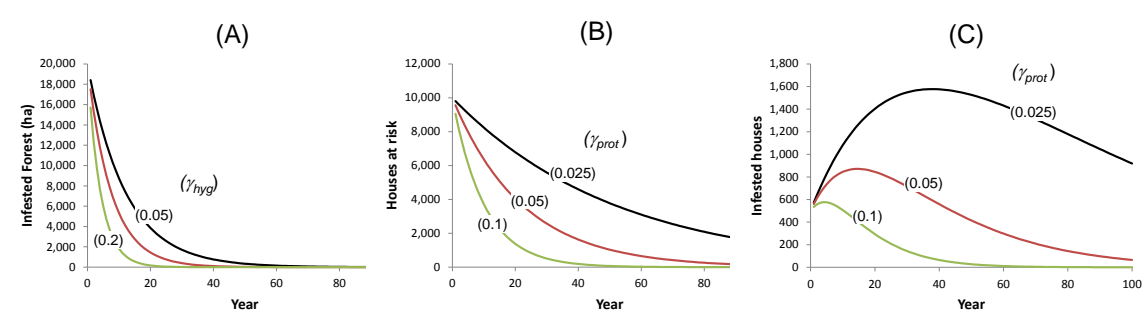 (A)
20,000
18,000
16,000
14,000
12,000
10,000
8,000
6,000
4,000
2,000
0
Infested Forest (ha)
(γhyg)
(0.05)
(0.2)
0 20 40 60 80
Year
(B)
12,000
10,000
8,000
6,000
4,000
2,000
0
Houses at risk
(γprot)
(0.025)
(0.05)
(0.1)
0 20 40 60 80
Year
(C)
1,800
1,600
1,400
1,200
1,000
800
600
400
200
0
Infested houses
(γprot)
(0.025)
(0.05)
(0.1)
0 20 40 60 80 100
Year